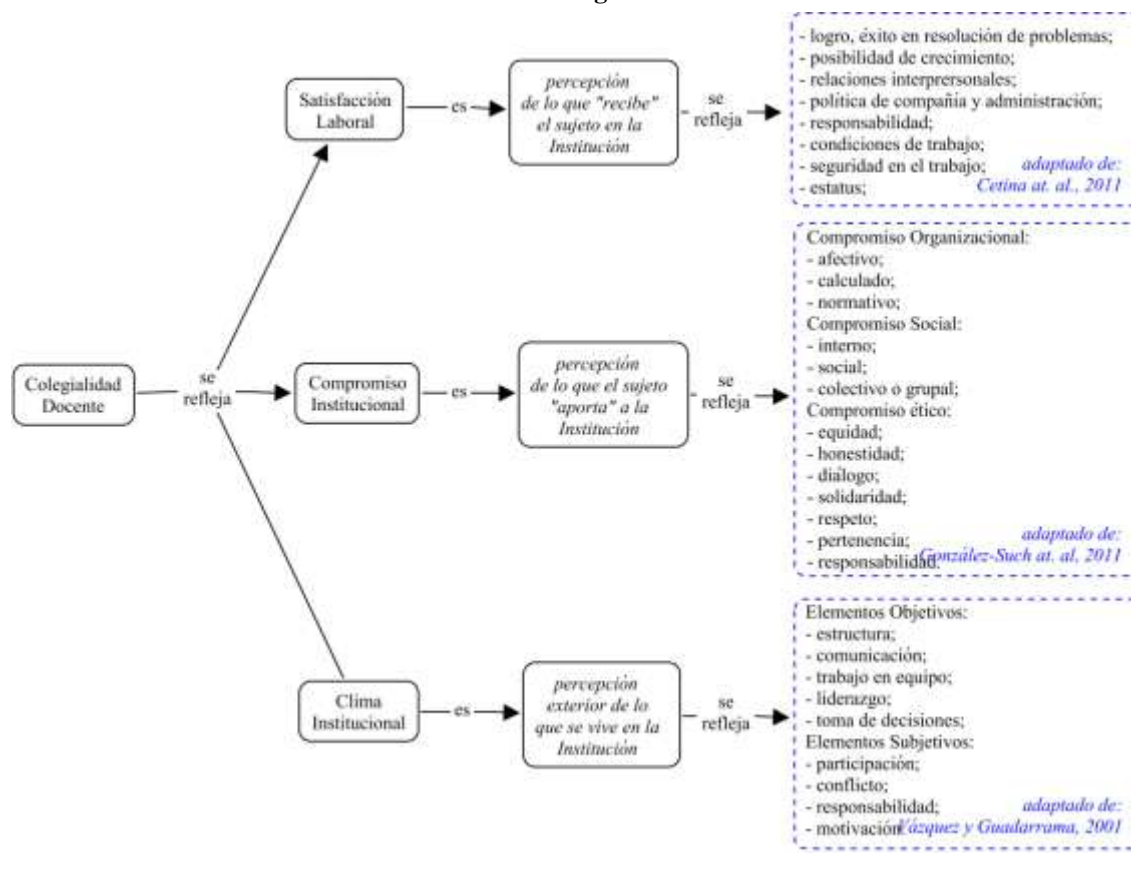 Colegialidad
Docente
se
refleja
Satisfacción
Laboral
es
percepción
de lo que "recibe"
el sujeto en la
Institución
se
refleja
- logro, éxito en resolución de problemas;
- posibilidad de crecimiento;
- relaciones interprersonales;
- política de compañía y administración;
- responsabilidad;
- condiciones de trabajo;
- seguridad en el trabajo;
- estatus;
adaptado de:
Cetina at. al., 2011
Compromiso
Institucional
es
percepción
de lo que el sujeto
"aporta" a la
Institución
se
refleja
Compromiso Organizacional:
- afectivo;
- calculado;
- normativo;
Compromiso Social:
- interno;
- social;
- colectivo o grupal;
Compromiso ético:
- equidad;
- honestidad;
- diálogo;
- solidaridad;
- respeto;
- pertenencia;
- responsabilidad.
adaptado de:
González-Such at. al, 2011
Clima
Institucional
es
percepción
exterior de lo
que se vive en la
Institución
se
refleja
Elementos Objetivos:
- estructura;
- comunicación;
- trabajo en equipo;
- liderazgo;
- toma de decisiones;
Elementos Subjetivos:
- participación;
- conflicto;
- responsabilidad;
- motivación
adaptado de:
Vázquez y Guadarrama, 2001